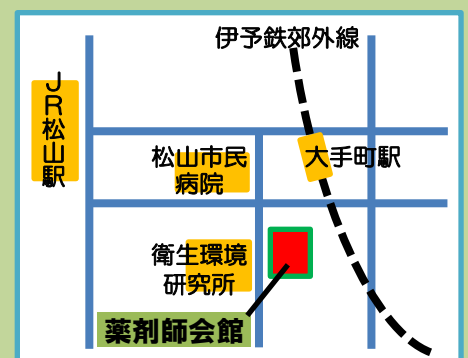 伊予鉄郊外線
JR松山駅
松山市民
病院
大手町駅
衛生環境
研究所
薬剤師会館